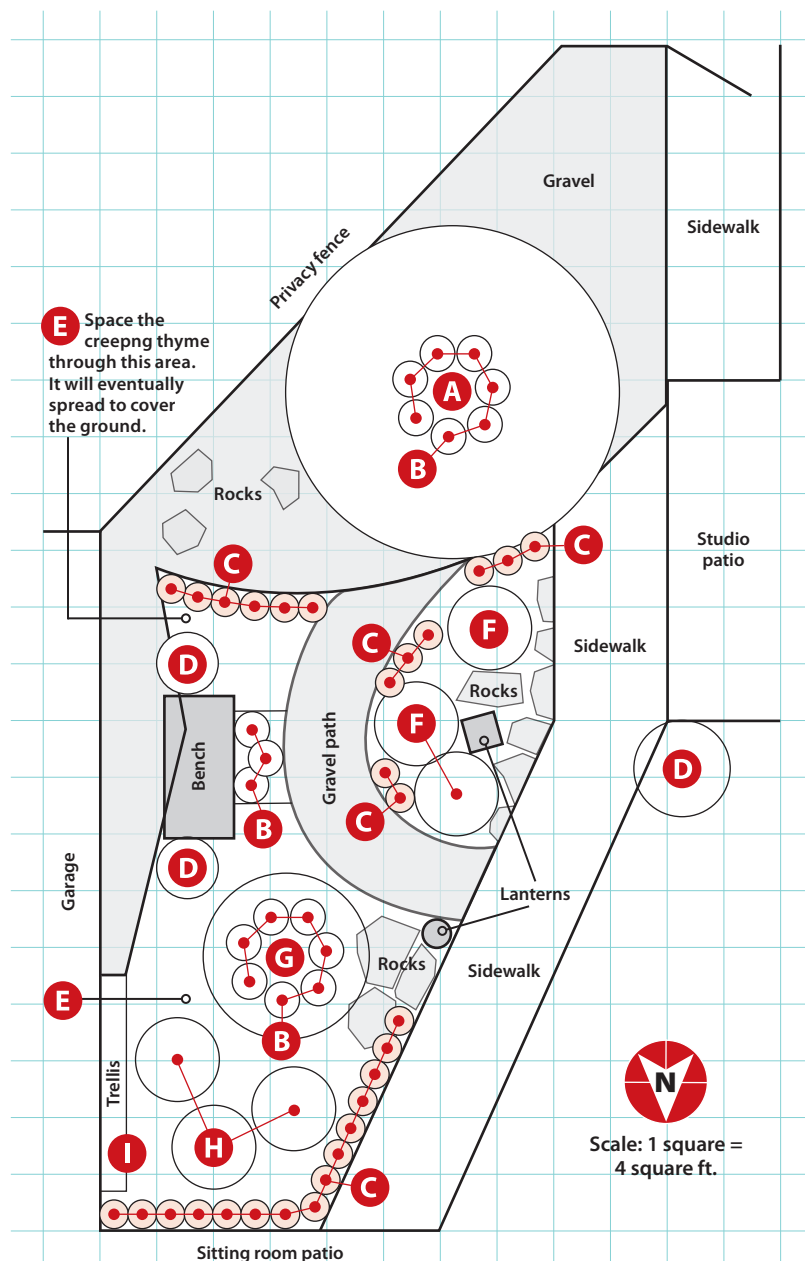 Gravel
Sidewalk
Privacy fence
E Space the
creepng thyme
through this area.
It will eventually
spread to cover
the ground.
A
B
Rocks
C
C
Studio
patio
F
C
Sidewalk
D
Rocks
F
Bench
Gravel path
D
B
C
D
Garage
Lanterns
G
Rocks
Sidewalk
E
B
Trellis
N
H
I
Scale: 1 square =
4 square ft.
C
Sitting room patio